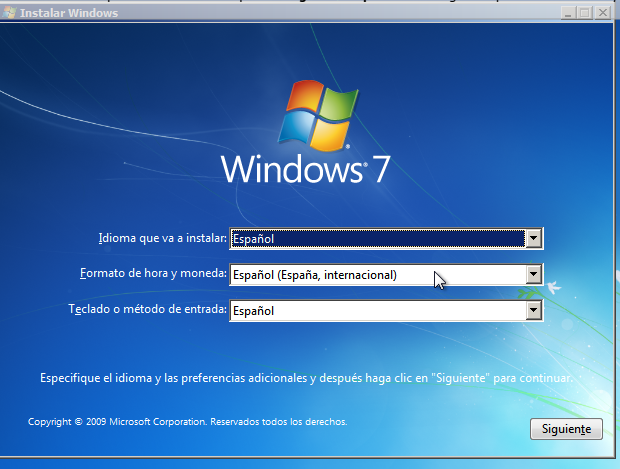 Instalar Windows
Windows® 7
Idioma que va a instalar: Español
Formato de hora y moneda: Español (España, internacional)
Teclado o método de entrada: Español
Especifique el idioma y las preferencias adicionales y después haga clic en "Siguiente" para continuar.
Copyright © 2009 Microsoft Corporation. Reservados todos los derechos.
Siguiente